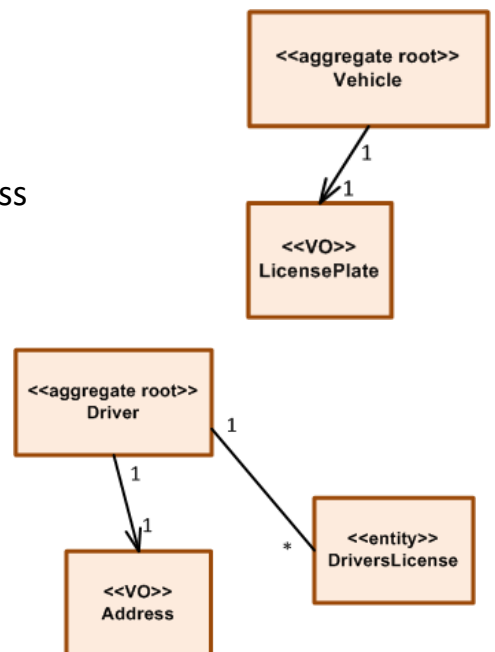 <<aggregate root>>
Vehicle
1
1
ss
<<VO>>
LicensePlate
<<aggregate root>>
Driver
1
1
1
*
<<entity>>
DriversLicense
<<VO>>
Address